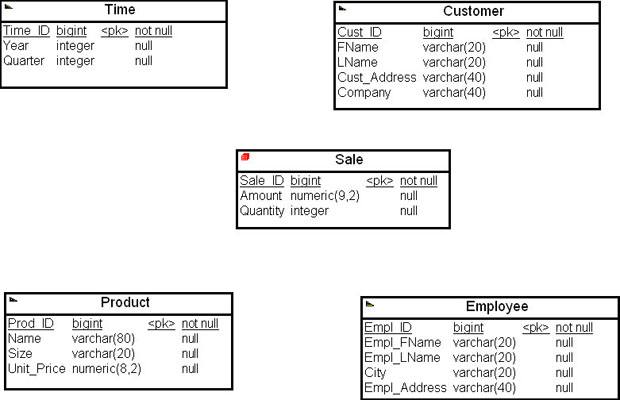 Time
Time_ID bigint <pk> not null
Year integer null
Quarter integer null
Customer
Cust_ID bigint <pk> not null
FName varchar(20) null
LName varchar(20) null
Cust_Address varchar(40) null
Company varchar(40) null
Sale
Sale_ID bigint <pk> not null
Amount numeric(9,2) null
Quantity integer null
Product
Prod_ID bigint <pk> not null
Name varchar(80) null
Size varchar(20) null
Unit_Price numeric(8,2) null
Employee
Empl_ID bigint <pk> not null
Empl_FName varchar(20) null
Empl_LName varchar(20) null
City varchar(20) null
Empl_Address varchar(40) null